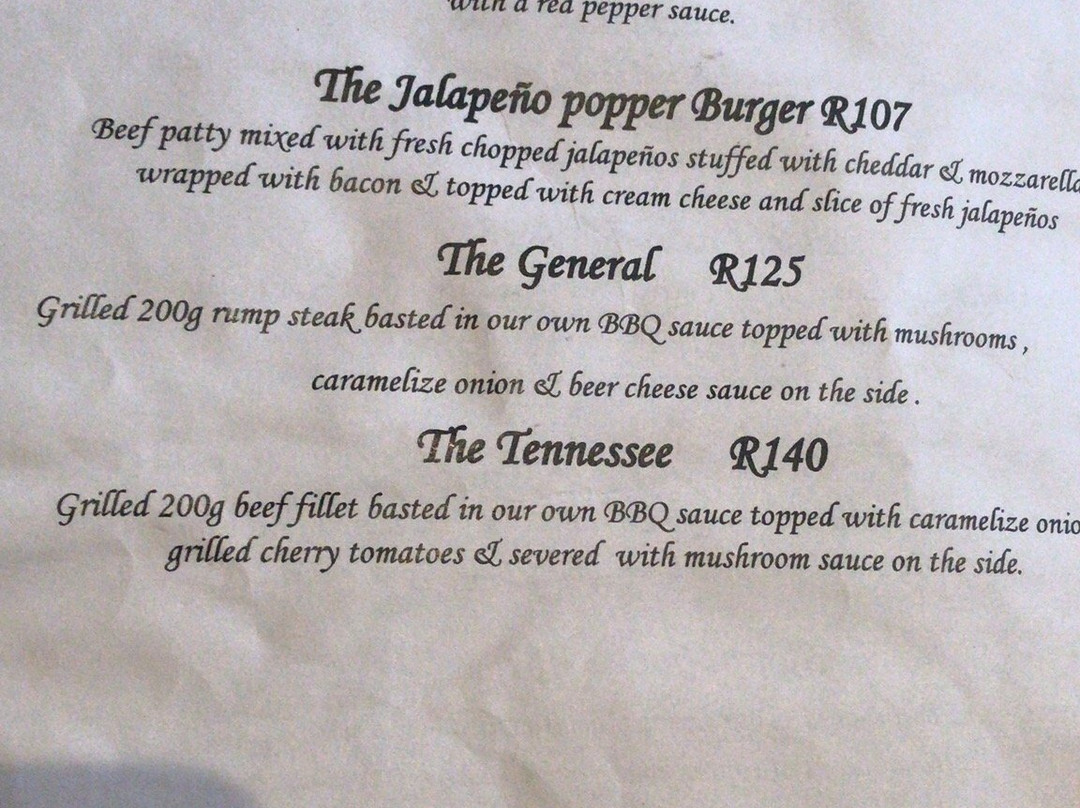 with a red pepper sauce.
The Jalapeño popper Burger R107
Beef patty mixed with fresh chopped jalapeños stuffed with cheddar & mozzarella
wrapped with bacon & topped with cream cheese and slice of fresh jalapeños
The General R125
Grilled 200g rump steak basted in our own BBQ sauce topped with mushrooms ,
caramelize onion & beer cheese sauce on the side .
The Tennessee R140
Grilled 200g beef fillet basted in our own BBQ sauce topped with caramelize onio
grilled cherry tomatoes & severed with mushroom sauce on the side.